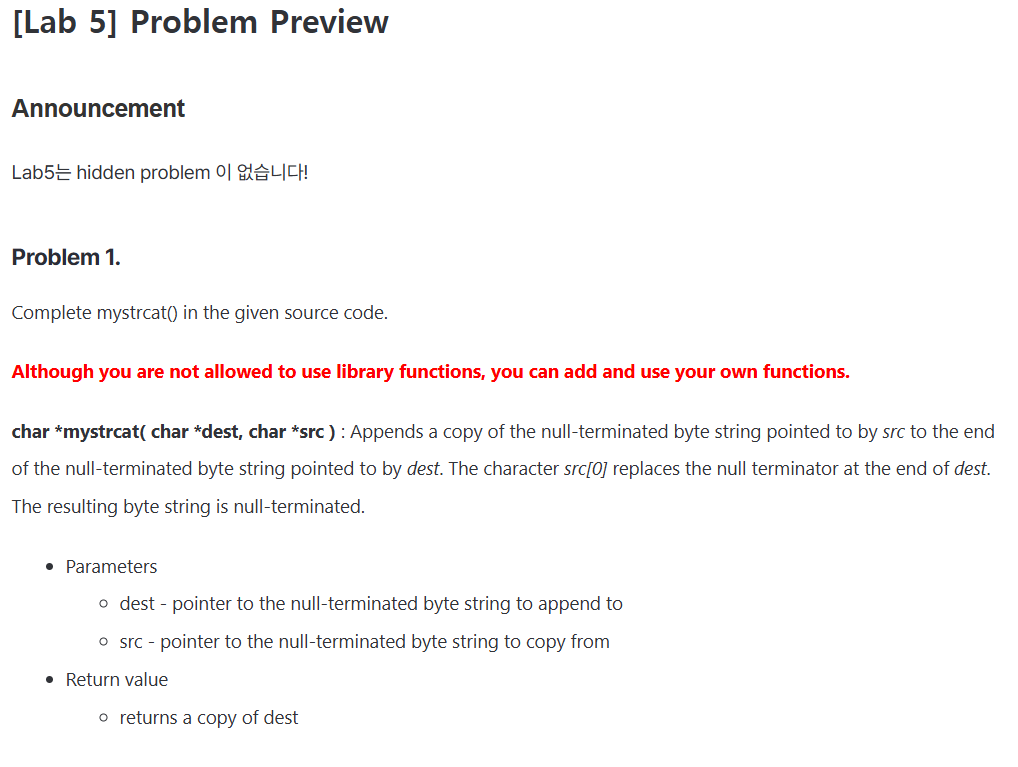 [Lab 5] Problem Preview
Announcement
Lab5는 hidden problem 이 없습니다!
Problem 1.
Complete mystrcat() in the given source code.
Although you are not allowed to use library functions, you can add and use your own functions.
char *mystrcat( char *dest, char *src ) : Appends a copy of the null-terminated byte string pointed to by src to the end
of the null-terminated byte string pointed to by dest. The character src[0] replaces the null terminator at the end of dest.
The resulting byte string is null-terminated.
• Parameters
○ dest - pointer to the null-terminated byte string to append to
○ src - pointer to the null-terminated byte string to copy from
• Return value
○ returns a copy of dest